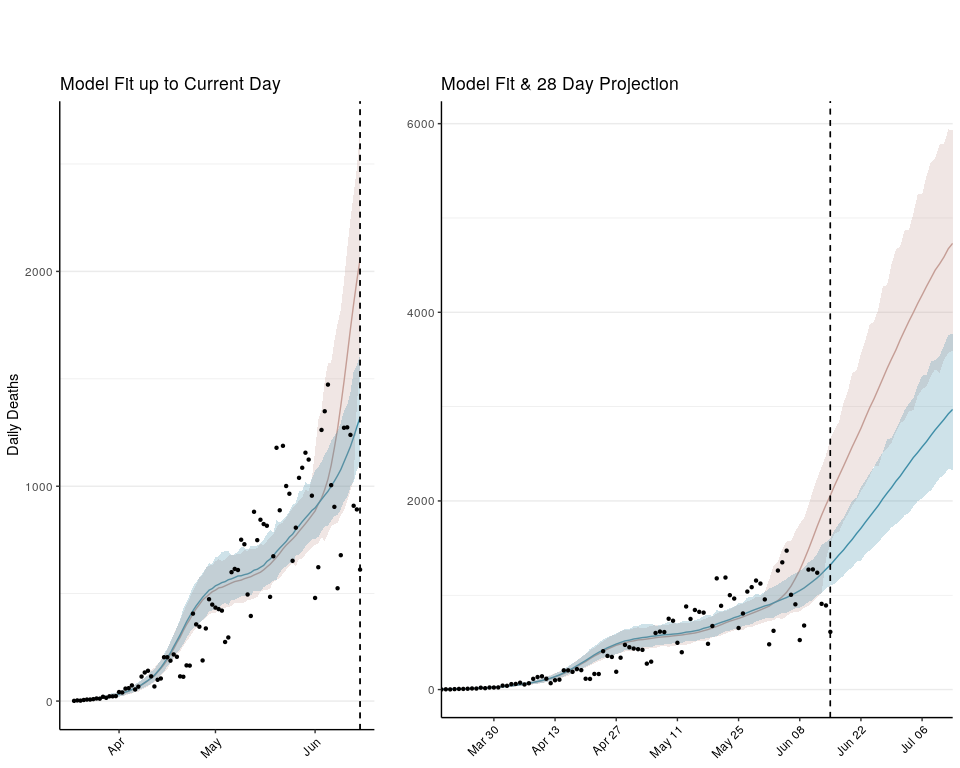 Model Fit up to Current Day
Model Fit & 28 Day Projection
Daily Deaths
2000
1000
0
Apr
May
Jun
6000
4000
2000
0
Mar 30
Apr 13
Apr 27
May 11
May 25
Jun 08
Jun 22
Jul 06